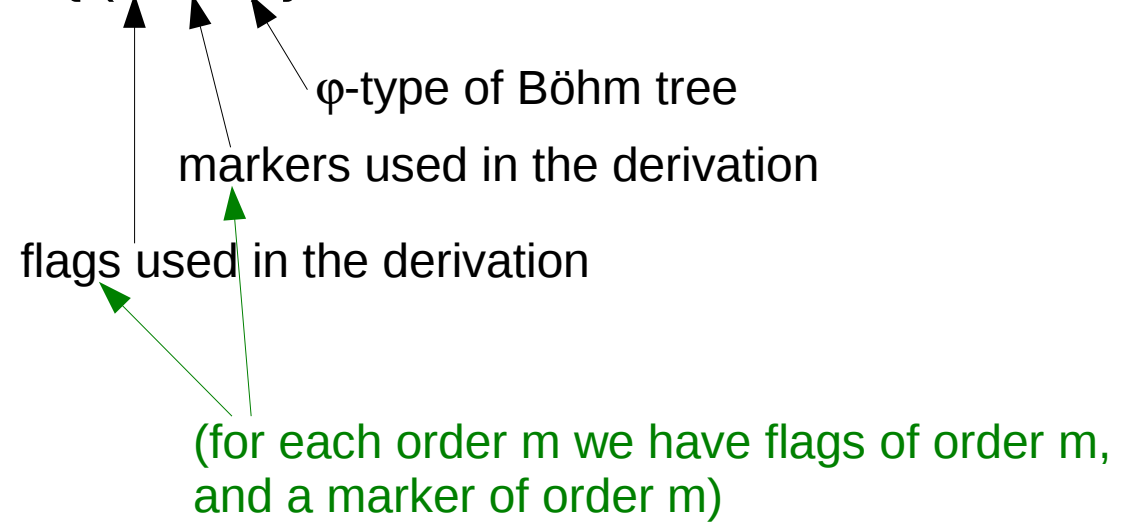 φ-type of Böhm tree
markers used in the derivation
flags used in the derivation
(for each order m we have flags of order m,
and a marker of order m)